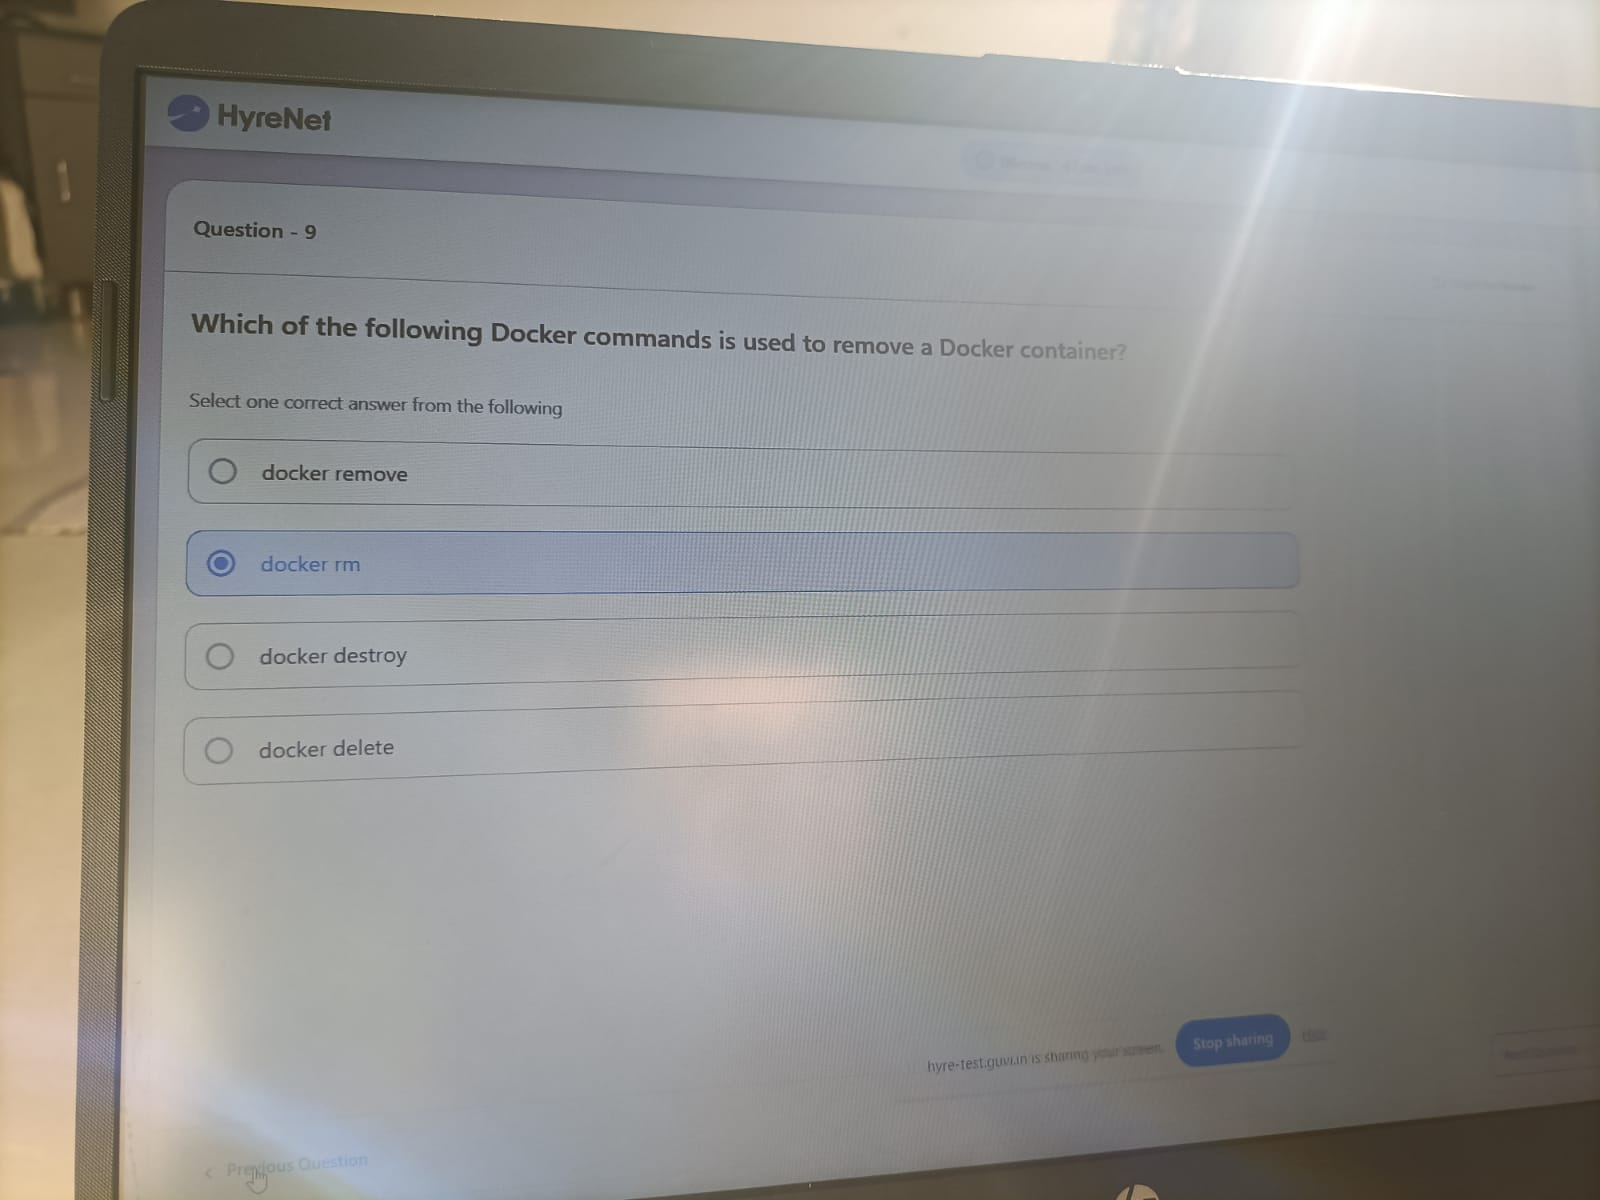 HyreNet
Question - 9
Which of the following Docker commands is used to remove a Docker container?
Select one correct answer from the following
docker remove
docker rm
docker destroy
docker delete
hyre-test.guvi.in is sharing your screen.
Stop sharing
Hide
< Previous Question